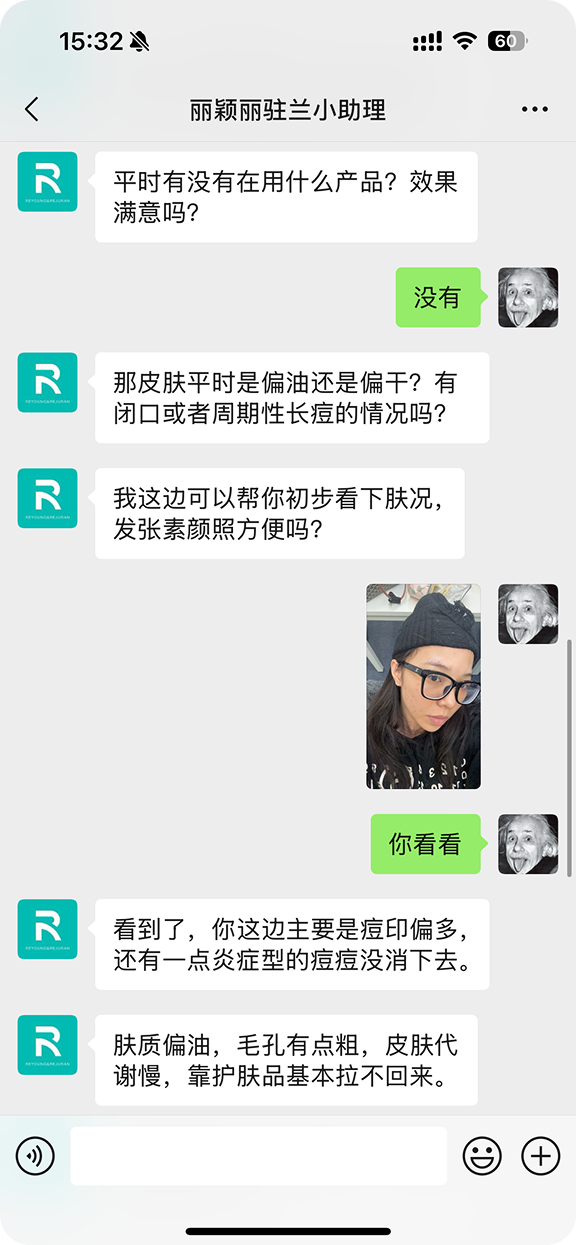 15:32
60
丽颖丽驻兰小助理
平时有没有在用什么产品？效果
满意吗？
没有
那皮肤平时是偏油还是偏干？有
闭口或者周期性长痘的情况吗？
我这边可以帮你初步看下肤况，
发张素颜照方便吗？
你看看
看到了，你这边主要是痘印偏多，
还有一点炎症型的痘痘没消下去。
肤质偏油，毛孔有点粗，皮肤代
谢慢，靠护肤品基本拉不回来。